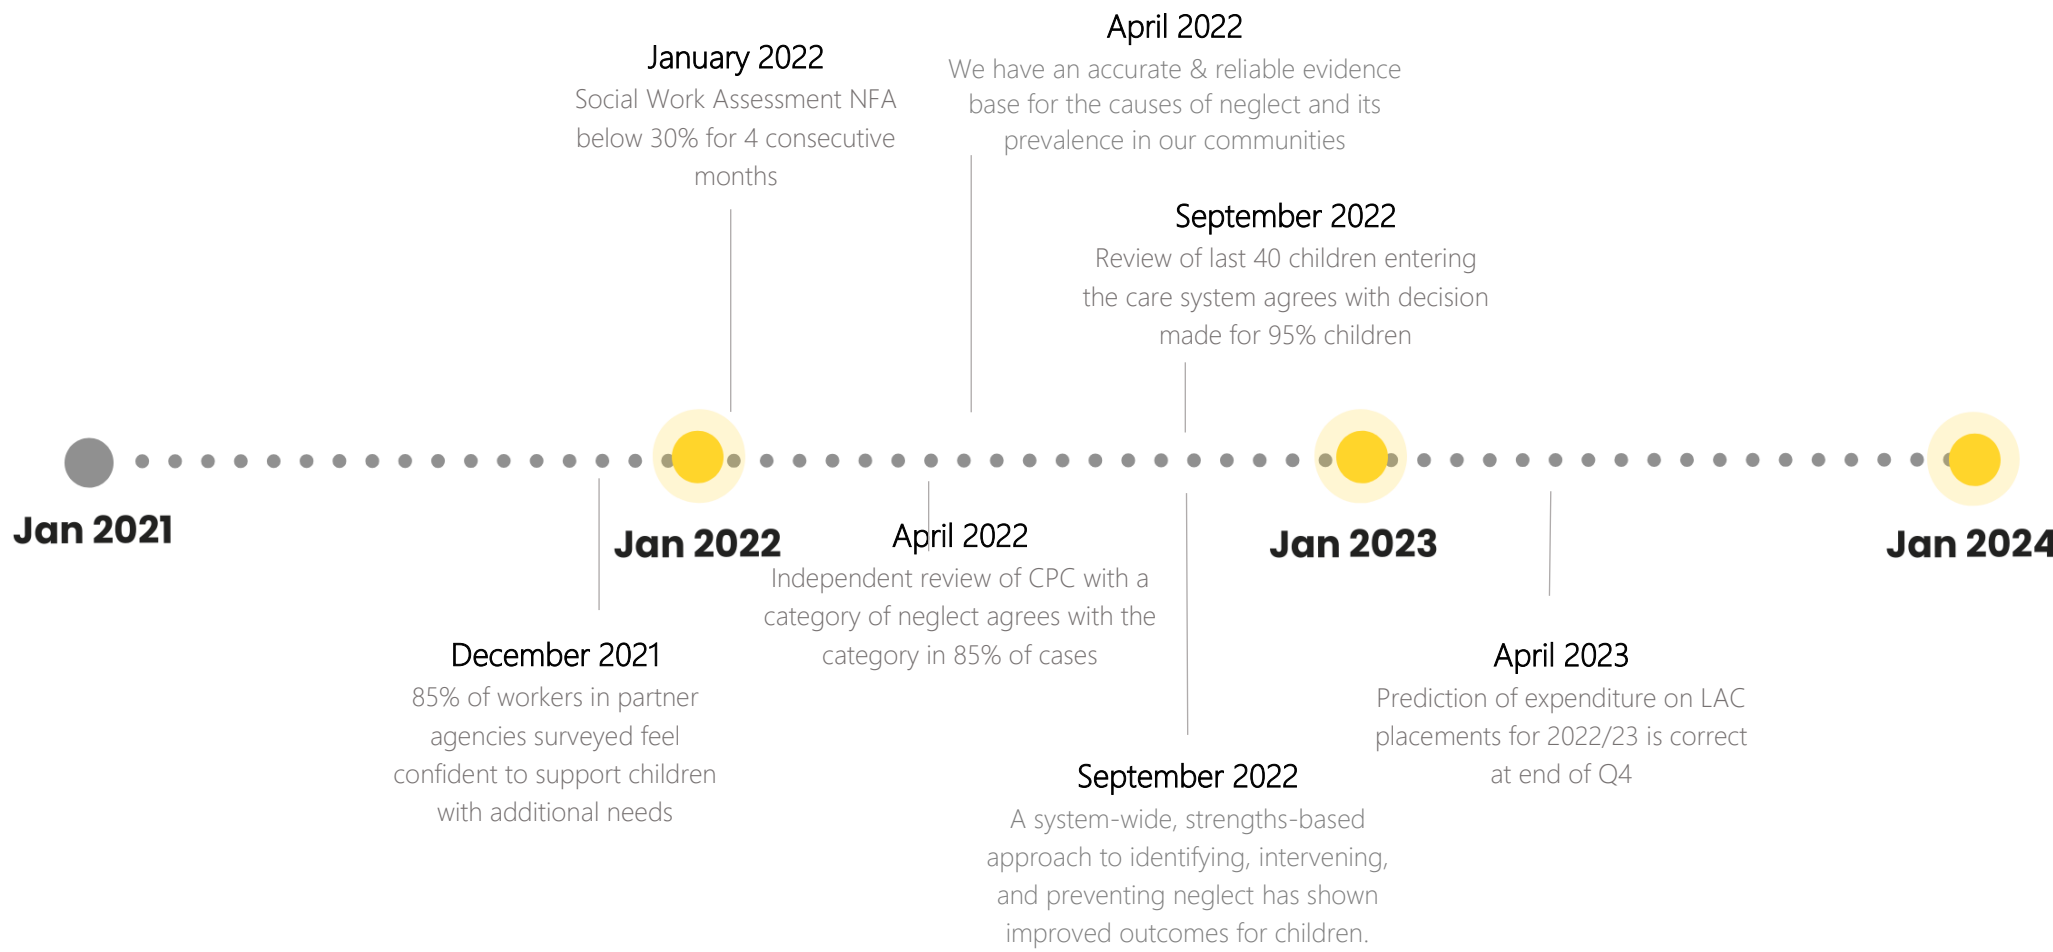 April 2022
We have an accurate & reliable evidence
base for the causes of neglect and its
prevalence in our communities
January 2022
Social Work Assessment NFA
below 30% for 4 consecutive
months
September 2022
Review of last 40 children entering
the care system agrees with decision
made for 95% children
Jan 2021
Jan 2022
Jan 2023
Jan 2024
April 2022
Independent review of CPC with a
category of neglect agrees with the
category in 85% of cases
December 2021
85% of workers in partner
agencies surveyed feel
confident to support children
with additional needs
April 2023
Prediction of expenditure on LAC
placements for 2022/23 is correct
at end of Q4
September 2022
A system-wide, strengths-based
approach to identifying, intervening,
and preventing neglect has shown
improved outcomes for children.